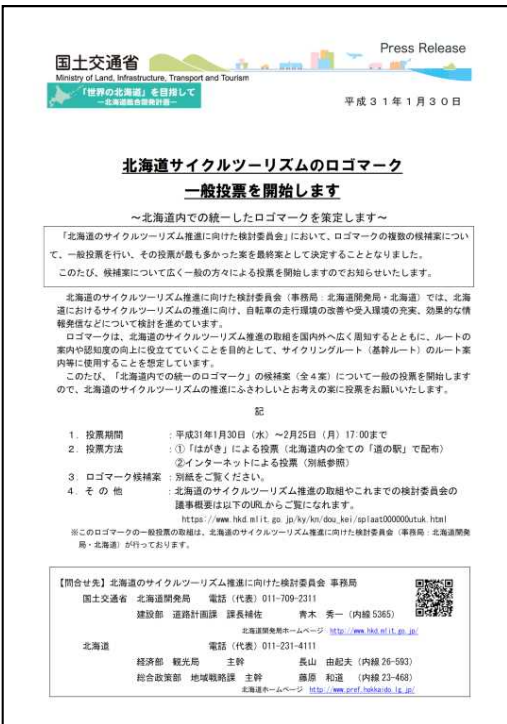 Press Release
国土交通省
Ministry of Land, Infrastructure, Transport and Tourism
「世界の北海道」を目指して
－北海道総合開発計画－
平成31年1月30日
北海道サイクルツーリズムのロゴマーク
一般投票を開始します
～北海道内での統一したロゴマークを策定します～
「北海道のサイクルツーリズム推進に向けた検討委員会」において、ロゴマークの複数の候補案につい
て、一般投票を行い、その投票が最も多かった案を最終案として決定することとなりました。
このたび、候補案について広く一般の方々による投票を開始しますのでお知らせいたします。
北海道のサイクルツーリズム推進に向けた検討委員会（事務局：北海道開発局・北海道）では、北海
道におけるサイクルツーリズムの推進に向け、自転車の走行環境の改善や受入環境の充実、効果的な情
報発信などについて検討を進めています。
ロゴマークは、北海道のサイクルツーリズム推進の取組を国内外へ広く周知するとともに、ルートの
案内や認知度の向上に役立てていくことを目的として、サイクリングルート（基幹ルート）のルート案
内等に使用することを想定しています。
このたび、「北海道内での統一のロゴマーク」の候補案（全４案）について一般の投票を開始します
ので、北海道のサイクルツーリズムの推進にふさわしいとお考えの案に投票をお願いいたします。
記
１．投票期間 ：平成31年1月30日（水）～2月25日（月）17:00まで
２．投票方法 ：①「はがき」による投票（北海道内の全ての「道の駅」で配布）
②インターネットによる投票（別紙参照）
３．ロゴマーク候補案 ：別紙をご覧ください。
４．その他 ：北海道のサイクルツーリズム推進の取組やこれまでの検討委員会の
議事概要は以下のURLからご覧になれます。
https://www.hkd.mlit.go.jp/ky/kn/dou_kei/splaat000000utuk.html
※このロゴマークの一般投票の取組は、北海道のサイクルツーリズム推進に向けた検討委員会（事務局：北海道開発
局・北海道）が行っております。
【問合せ先】北海道のサイクルツーリズム推進に向けた検討委員会 事務局
国土交通省 北海道開発局 電話（代表）011-709-2311
建設部 道路計画課 課長補佐 青木 秀一（内線5365）
北海道開発局ホームページ http://www.hkd.mlit.go.jp/
北海道 電話（代表）011-231-4111
経済部 観光局 主幹 長山 由起夫（内線26-593）
総合政策部 地域戦略課 主幹 藤原 和道 （内線23-468）
北海道ホームページ http://www.pref.hokkaido.lg.jp/